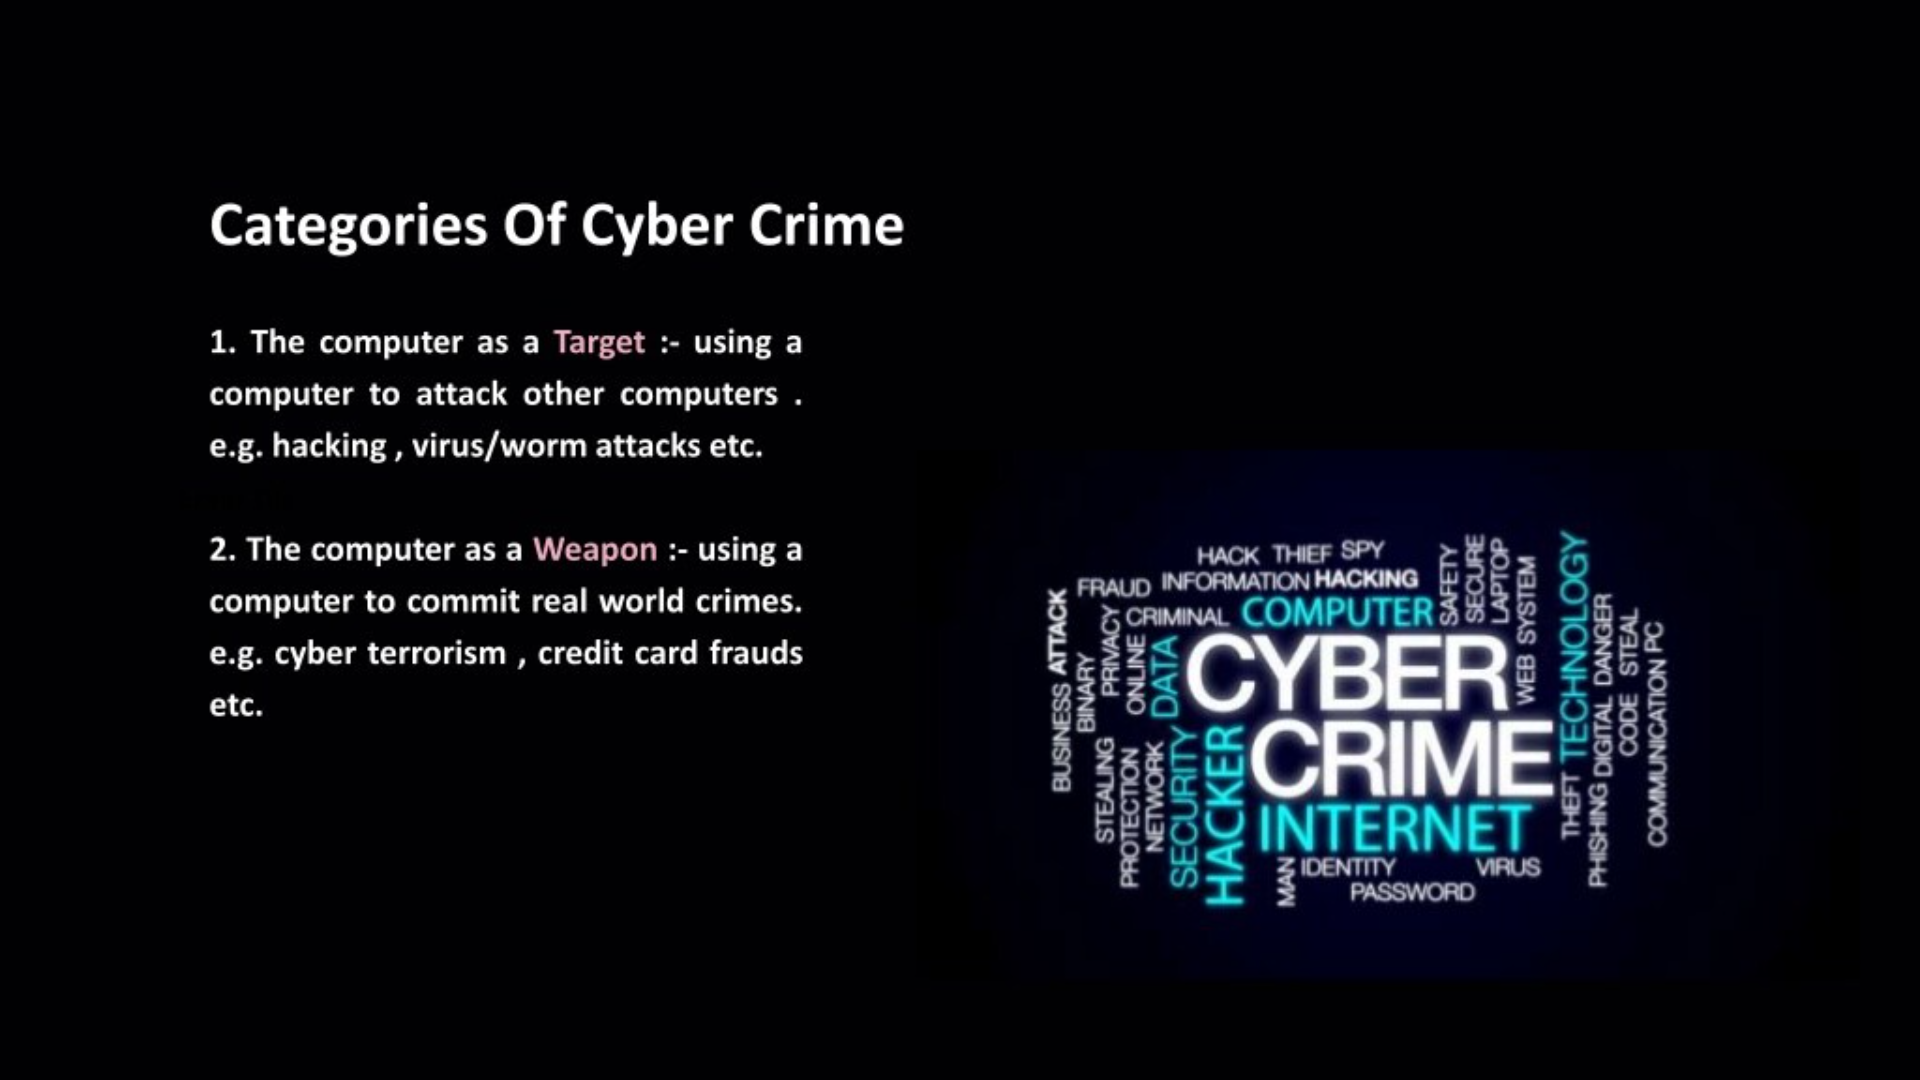 Categories Of Cyber Crime
1. The computer as a Target :- using a
computer to attack other computers .
e.g. hacking , virus/worm attacks etc.
2. The computer as a Weapon :- using a
computer to commit real world crimes.
e.g. cyber terrorism , credit card frauds
etc.
HACK THIEF SPY
FRAUD INFORMATION HACKING
CRIMINAL COMPUTER
CYBER
CRIME
INTERNET
IDENTITY VIRUS
PASSWORD
BUSINESS ATTACK
BINARY
PRIVACY
ONLINE
DATA
STEALING
PROTECTION
NETWORK
SECURITY
HACKER
MAN
SAFETY
SECURE
LAPTOP
WEB SYSTEM
TECHNOLOGY
THEFT
PHISHING DIGITAL DANGER
CODE STEAL
COMMUNICATION PC